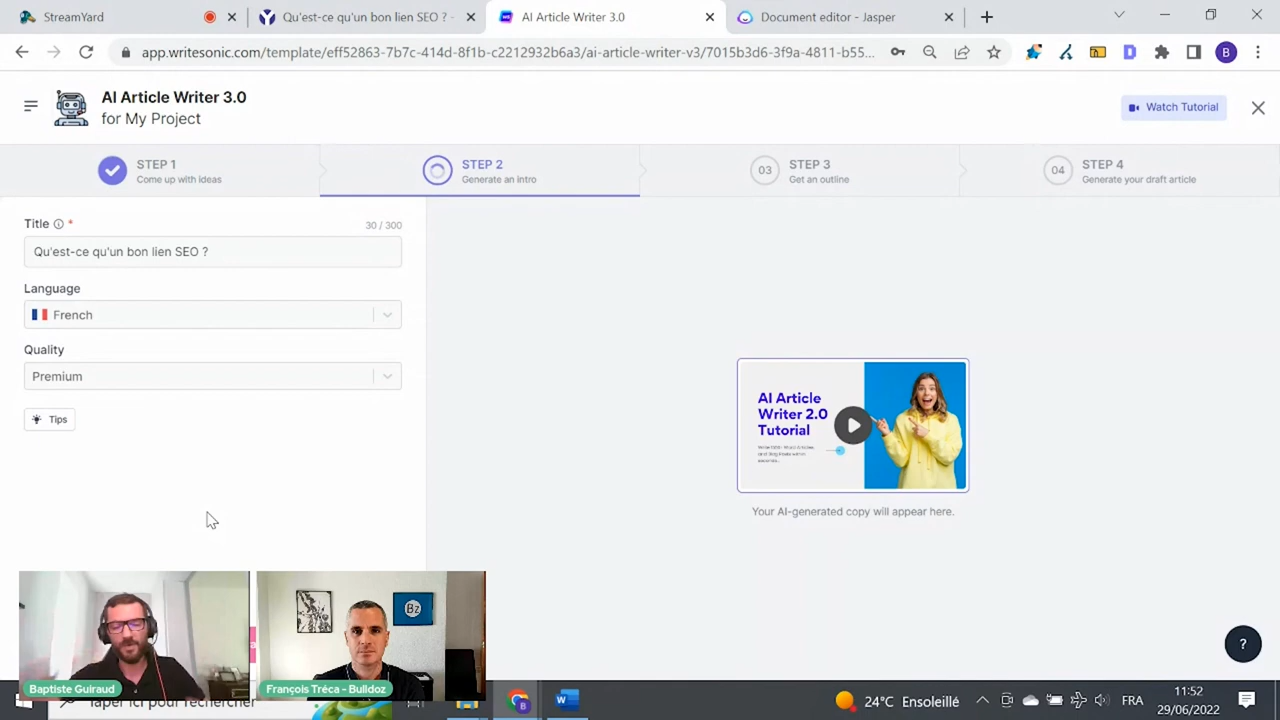 StreamYard
Qu'est-ce qu'un bon lien SEO ? -
AI Article Writer 3.0
Document editor - Jasper
app.writesonic.com/template/eff52863-7b7c-414d-8f1b-c2212932b6a3/ai-article-writer-v3/7015b3d6-3f9a-4811-b55...
B
AI Article Writer 3.0
for My Project
Watch Tutorial
STEP 1
Come up with ideas
STEP 2
Generate an intro
03
STEP 3
Get an outline
04
STEP 4
Generate your draft article
Title *
30 / 300
Qu'est-ce qu'un bon lien SEO ?
Language
French
Quality
Premium
Tips
AI Article
Writer 2.0
Tutorial
Your AI-generated copy will appear here.
Bz
Baptiste Guiraud
François Tréca - Bulldoz
?
Taper ici pour rechercher
24°C Ensoleillé
FRA
11:52
29/06/2022